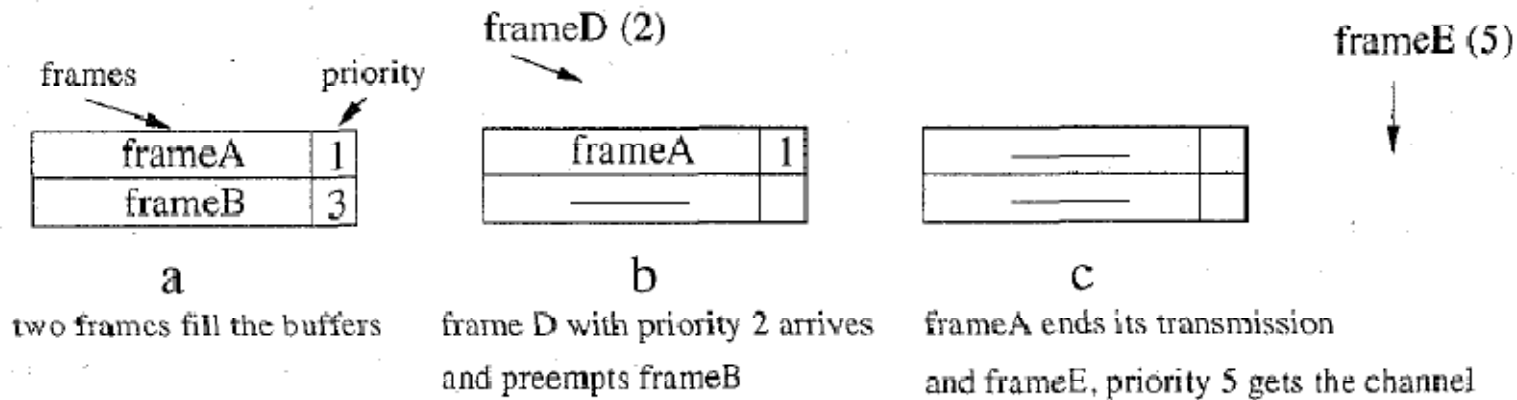 frameD (2)
frameE (5)
frames
priority
frameA 1
frameB 3
frameA 1
a
b
c
two frames fill the buffers
frame D with priority 2 arrives
and preempts frameB
frameA ends its transmission
and frameE, priority 5 gets the channel